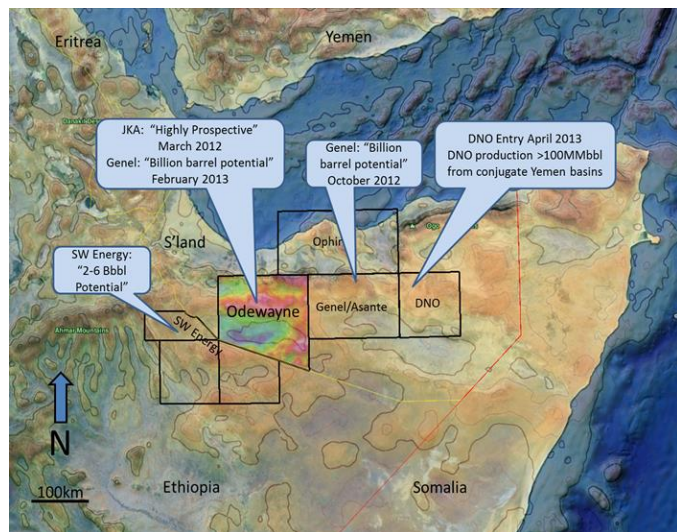 Eritrea
Yemen
JKA: “Highly Prospective”
March 2012
Genel: “Billion barrel potential”
February 2013
Genel: “Billion
barrel potential”
October 2012
DNO Entry April 2013
DNO production >100MMbbl
from conjugate Yemen basins
S'land
Ophir
SW Energy:
“2-6 Bbbl
Potential”
Odewayne
Genel/Asante
DNO
SW Energy
Ahmar Mountains
N
100km
Ethiopia
Somalia